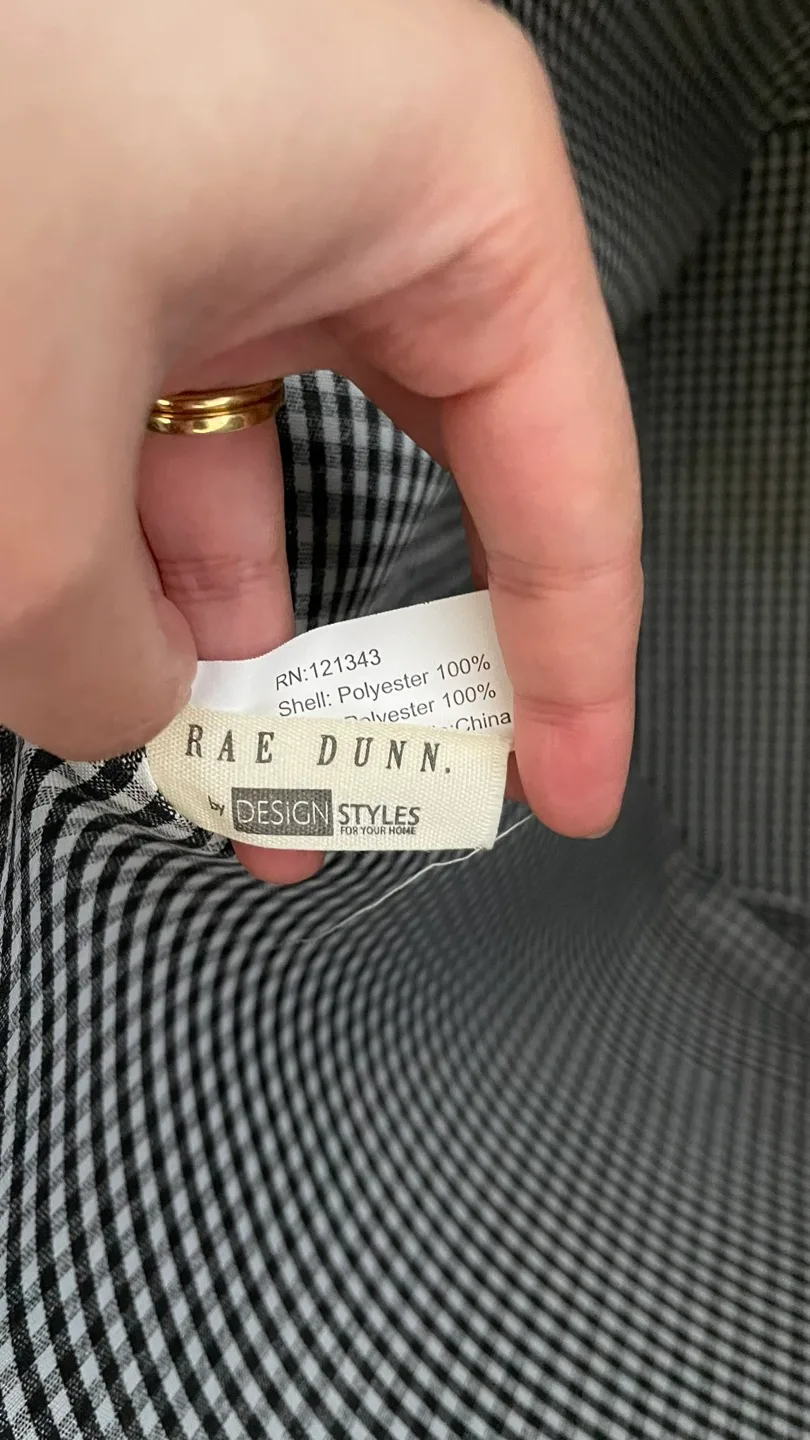 RN:121343
Shell: Polyester 100%
Polyester 100%
:China
RAE DUNN.
by DESIGN STYLES
FOR YOUR HOME